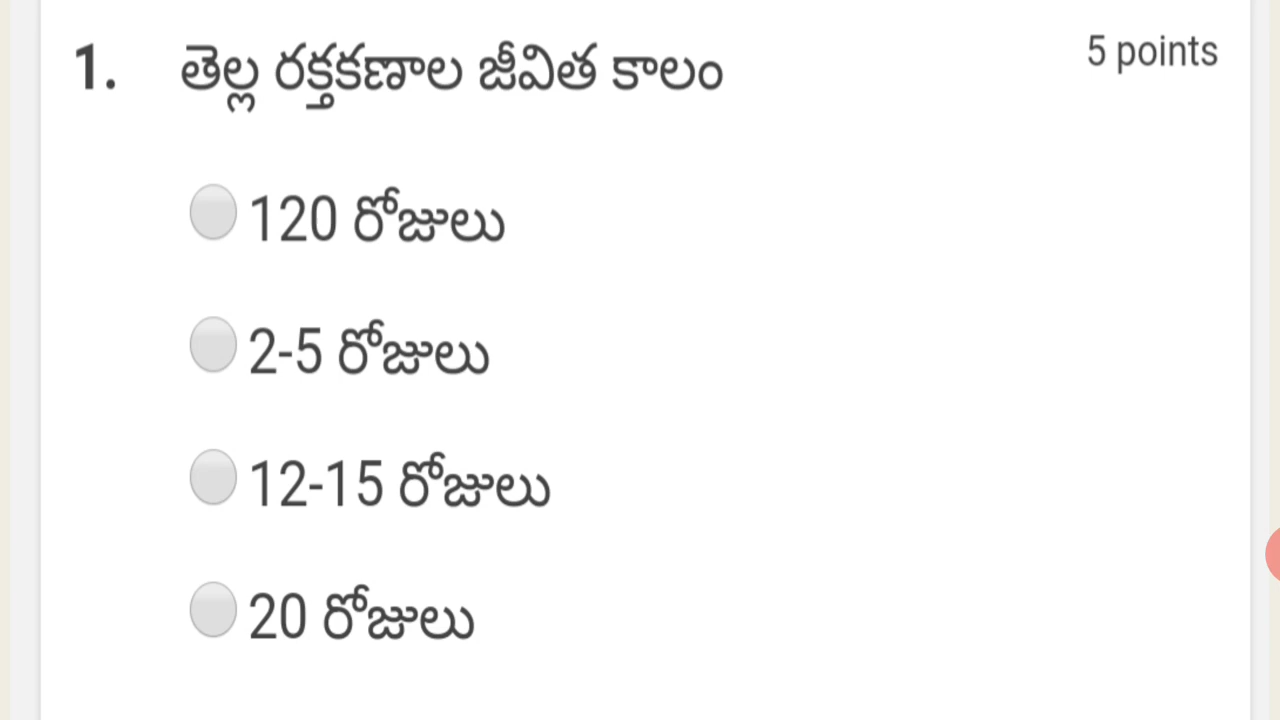 1. తెల్ల రక్తకణాల జీవిత కాలం 5 points
120 రోజులు
2-5 రోజులు
12-15 రోజులు
20 రోజులు